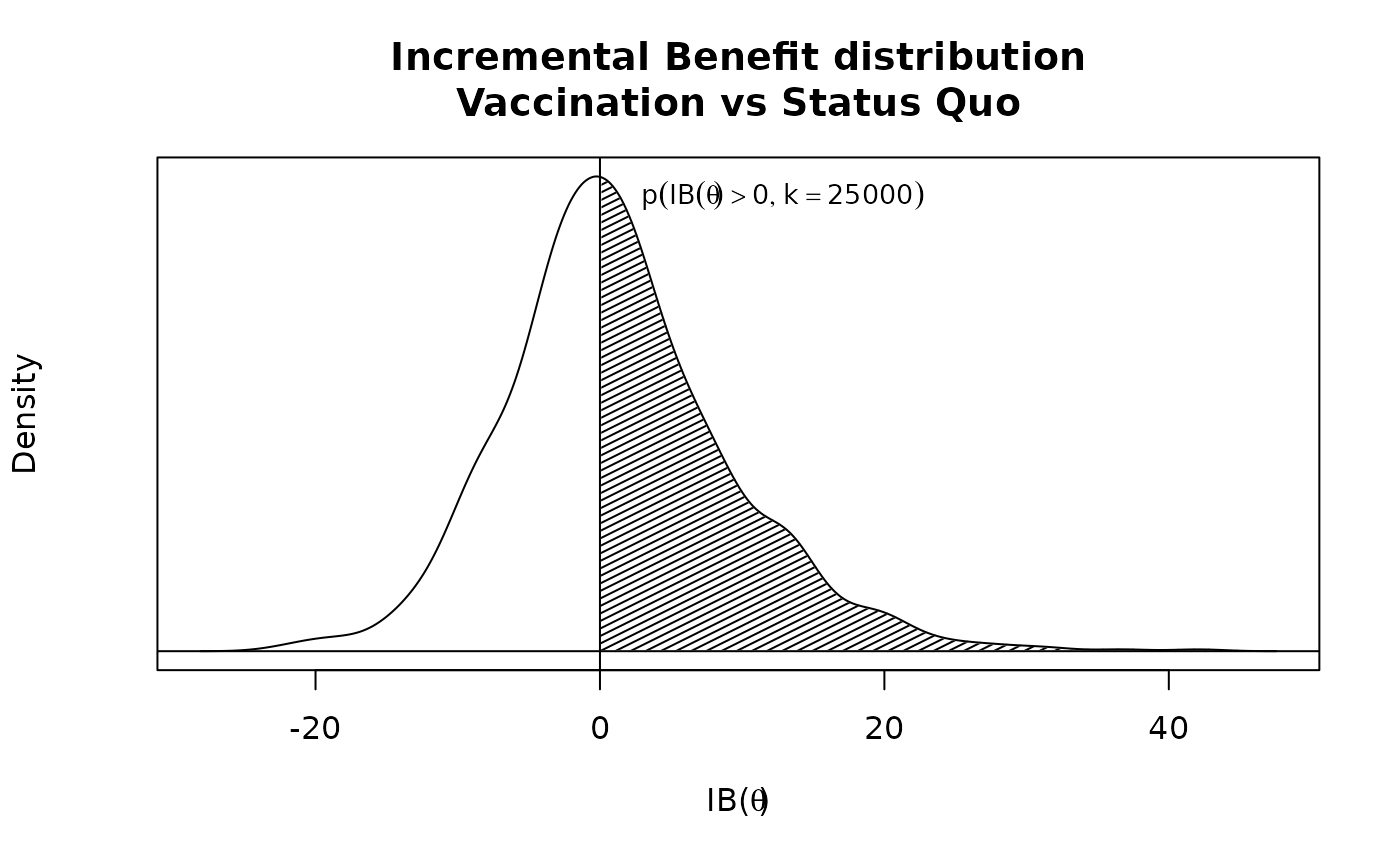 Incremental Benefit distribution
Vaccination vs Status Quo
p(IB(θ) > 0, k = 25000)
Density
-20 0 20 40
IB(θ)